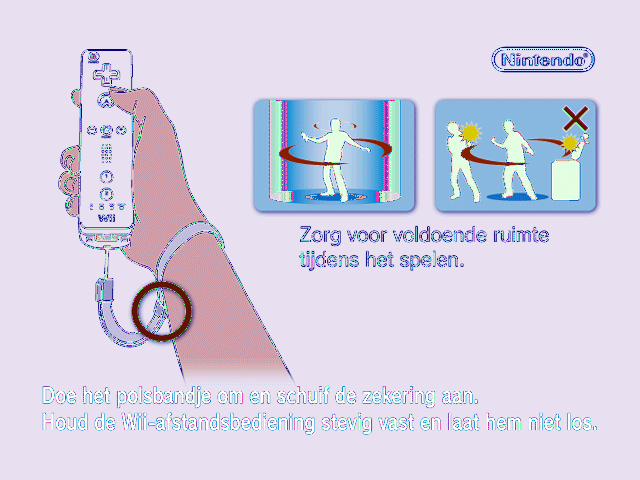 Nintendo®
Wii
Zorg voor voldoende ruimte
tijdens het spelen.
Doe het polsbandje om en schuif de zekering aan.
Houd de Wii-afstandsbediening stevig vast en laat hem niet los.